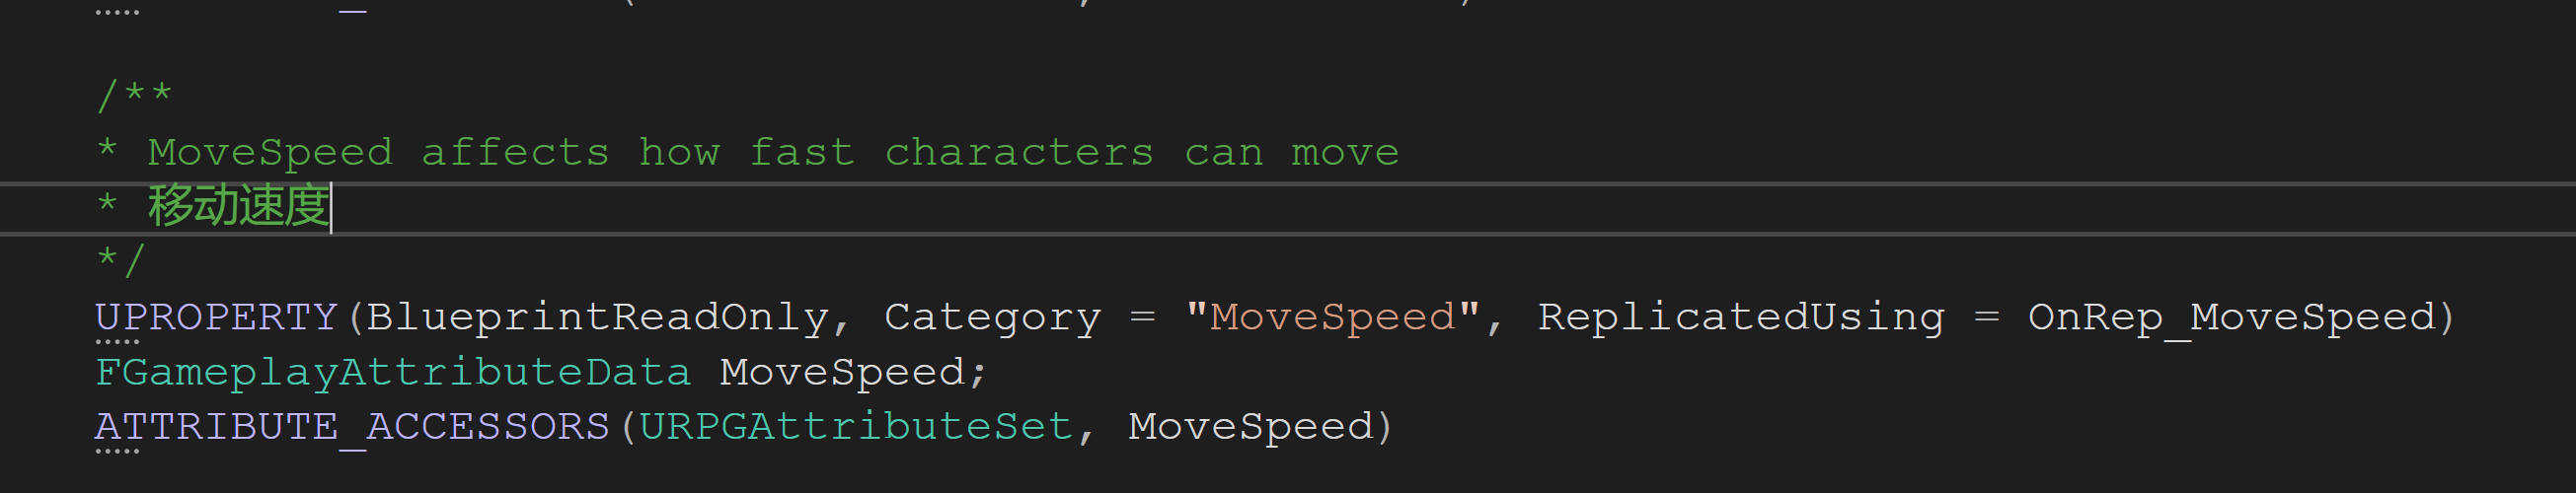 /**
* MoveSpeed affects how fast characters can move
* 移动速度
*/
UPROPERTY(BlueprintReadOnly, Category = "MoveSpeed", ReplicatedUsing = OnRep_MoveSpeed)
FGameplayAttributeData MoveSpeed;
ATTRIBUTE_ACCESSORS(URPGAttributeSet, MoveSpeed)